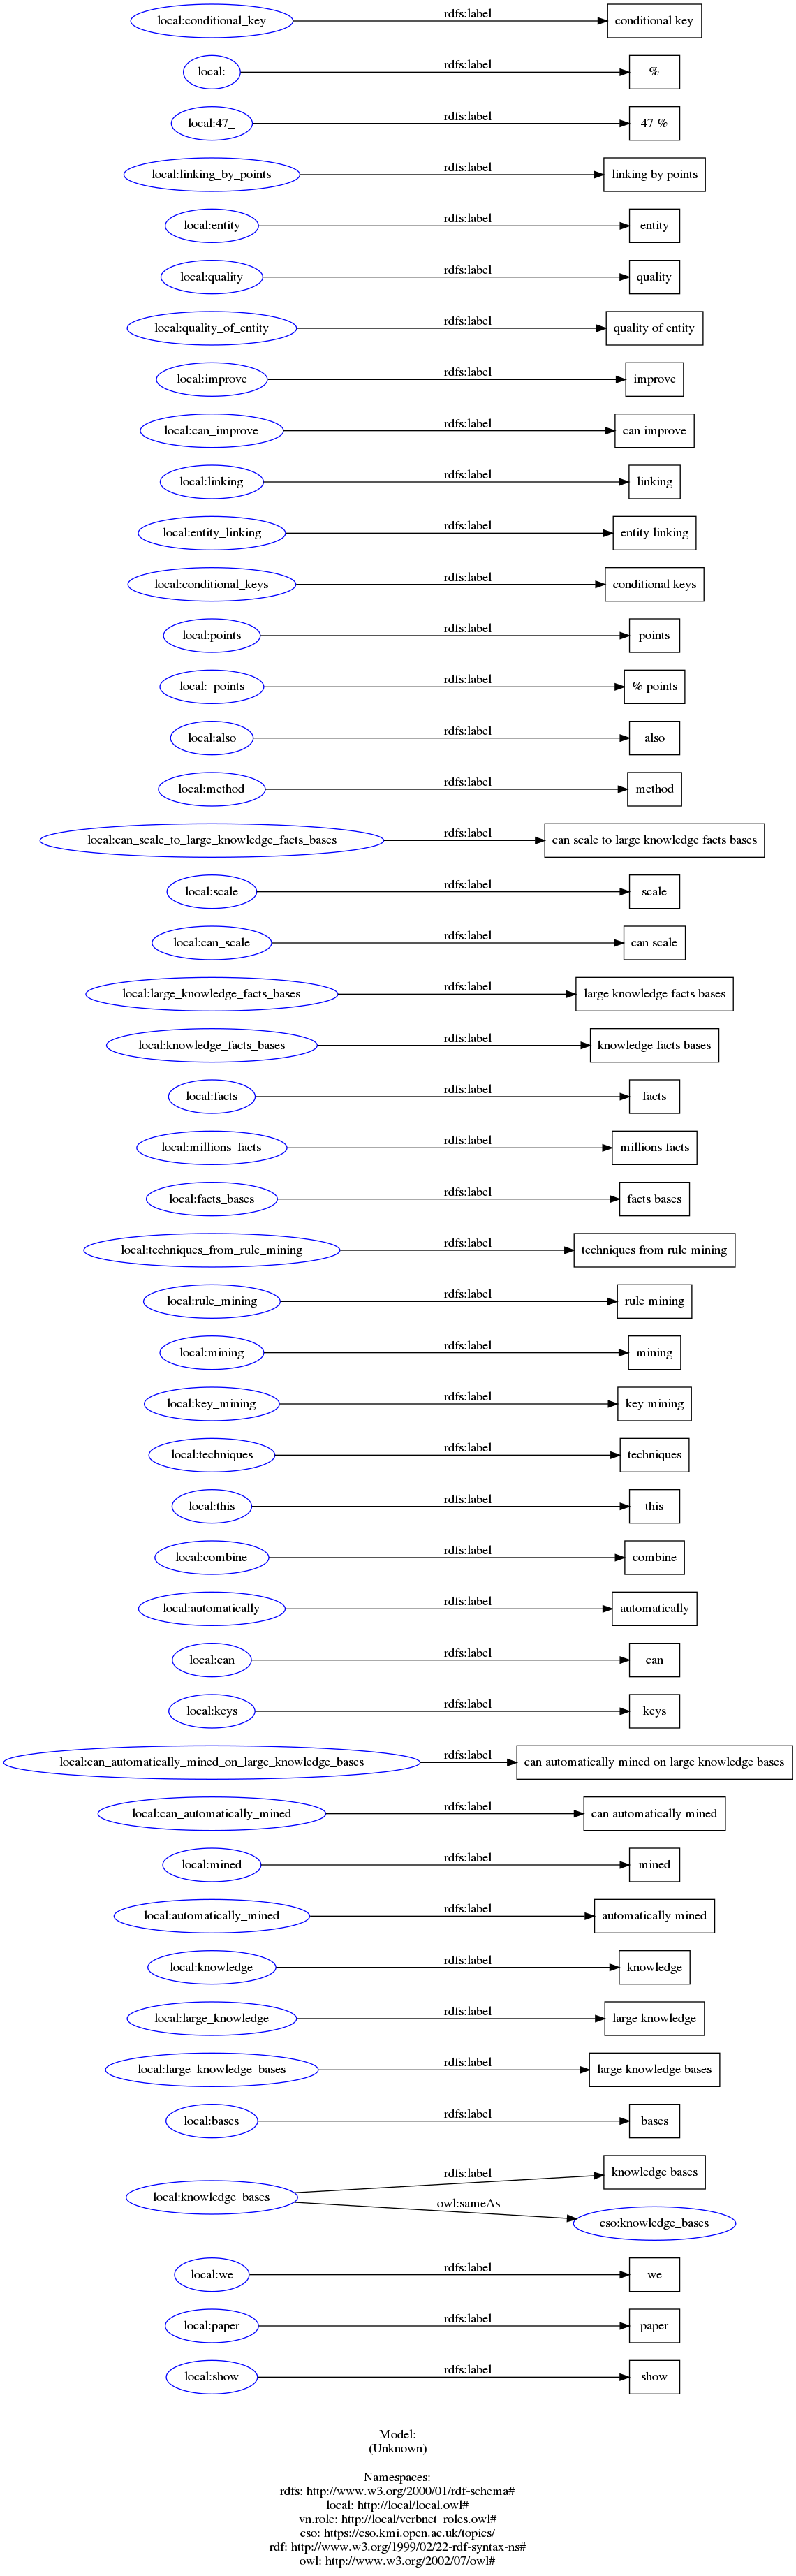 local:conditional_key rdfs:label conditional key
local: rdfs:label %
local:47_ rdfs:label 47 %
local:linking_by_points rdfs:label linking by points
local:entity rdfs:label entity
local:quality rdfs:label quality
local:quality_of_entity rdfs:label quality of entity
local:improve rdfs:label improve
local:can_improve rdfs:label can improve
local:linking rdfs:label linking
local:entity_linking rdfs:label entity linking
local:conditional_keys rdfs:label conditional keys
local:points rdfs:label points
local:_points rdfs:label % points
local:also rdfs:label also
local:method rdfs:label method
local:can_scale_to_large_knowledge_facts_bases rdfs:label can scale to large knowledge facts bases
local:scale rdfs:label scale
local:can_scale rdfs:label can scale
local:large_knowledge_facts_bases rdfs:label large knowledge facts bases
local:knowledge_facts_bases rdfs:label knowledge facts bases
local:facts rdfs:label facts
local:millions_facts rdfs:label millions facts
local:facts_bases rdfs:label facts bases
local:techniques_from_rule_mining rdfs:label techniques from rule mining
local:rule_mining rdfs:label rule mining
local:mining rdfs:label mining
local:key_mining rdfs:label key mining
local:techniques rdfs:label techniques
local:this rdfs:label this
local:combine rdfs:label combine
local:automatically rdfs:label automatically
local:can rdfs:label can
local:keys rdfs:label keys
local:can_automatically_mined_on_large_knowledge_bases rdfs:label can automatically mined on large knowledge bases
local:can_automatically_mined rdfs:label can automatically mined
local:mined rdfs:label mined
local:automatically_mined rdfs:label automatically mined
local:knowledge rdfs:label knowledge
local:large_knowledge rdfs:label large knowledge
local:large_knowledge_bases rdfs:label large knowledge bases
local:bases rdfs:label bases
local:knowledge_bases rdfs:label knowledge bases
owl:sameAs cso:knowledge_bases
local:we rdfs:label we
local:paper rdfs:label paper
local:show rdfs:label show
Model:
(Unknown)
Namespaces:
rdfs: http://www.w3.org/2000/01/rdf-schema#
local: http://local/local.owl#
vn.role: http://local/verbnet_roles.owl#
cso: https://cso.kmi.open.ac.uk/topics/
rdf: http://www.w3.org/1999/02/22-rdf-syntax-ns#
owl: http://www.w3.org/2002/07/owl#